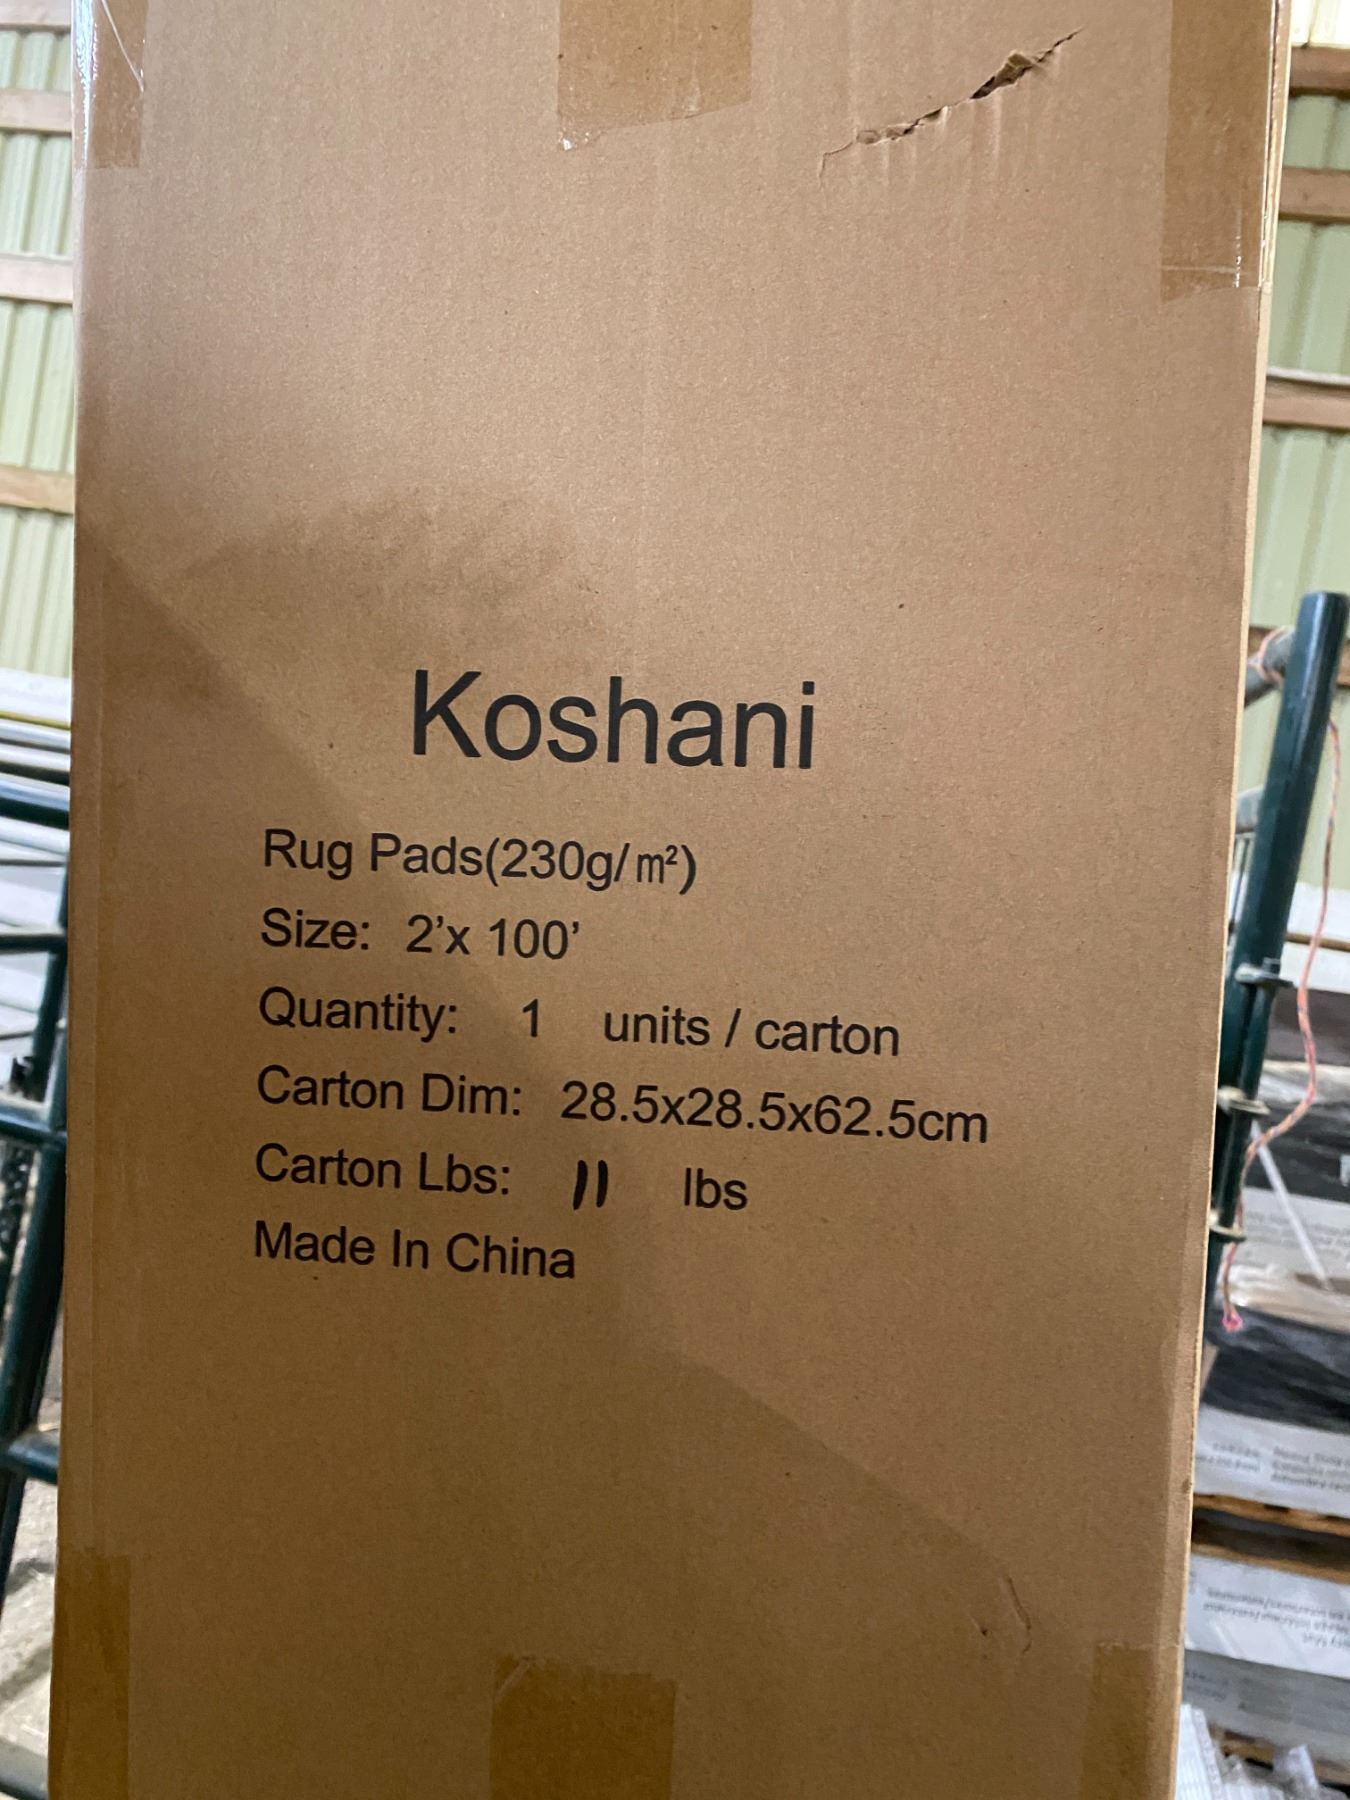 Koshani
Rug Pads(230g/m²)
Size: 2'x 100'
Quantity: 1 units / carton
Carton Dim: 28.5x28.5x62.5cm
Carton Lbs: 11 lbs
Made In China